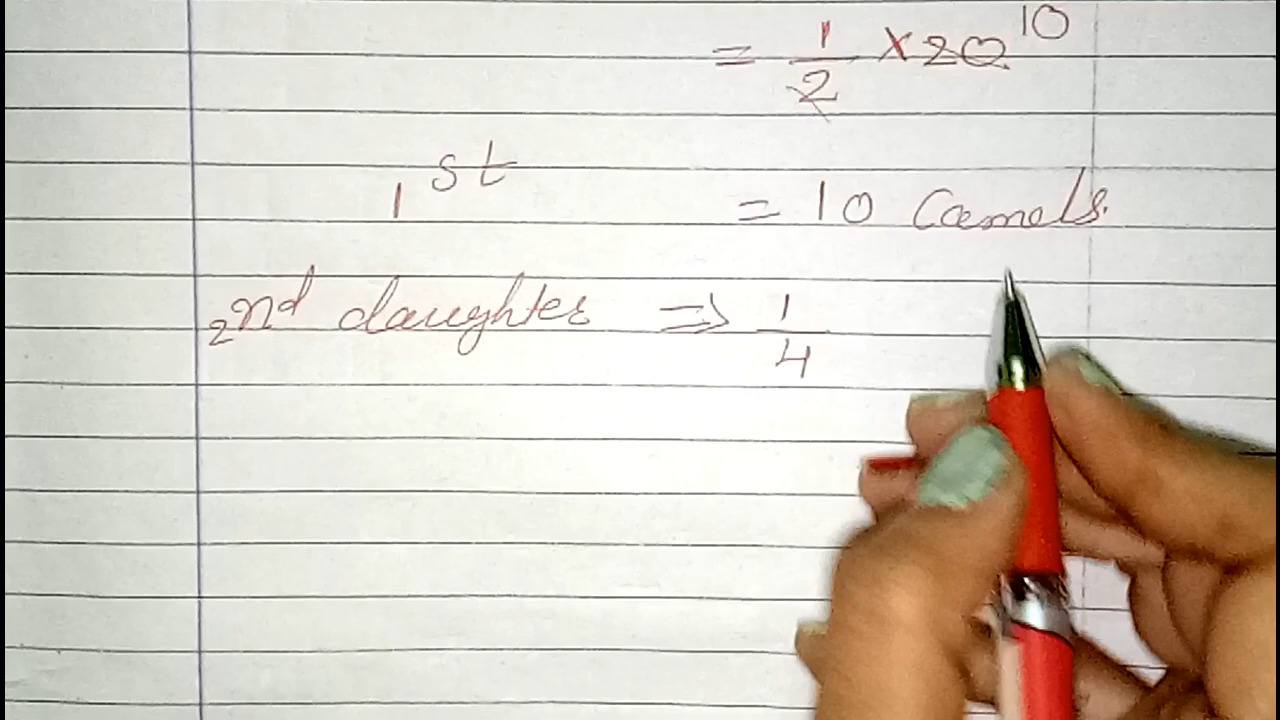 = 1/2 × 20 10
1st = 10 Camels.
2nd daughter ⇒ 1/4